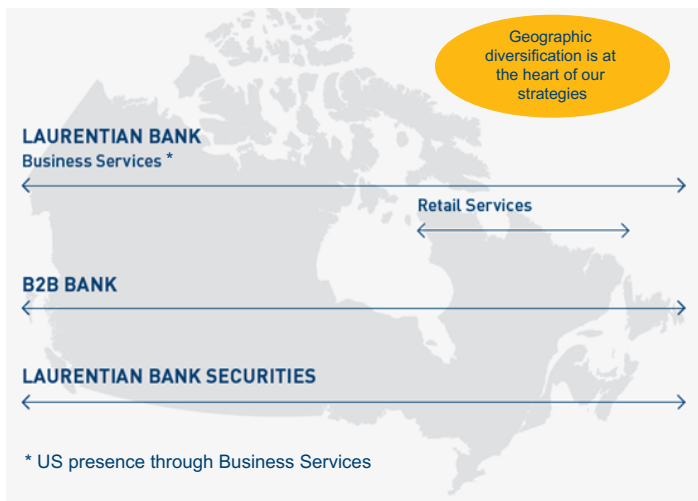 Geographic
diversification is at
the heart of our
strategies
LAURENTIAN BANK
Business Services *
Retail Services
B2B BANK
LAURENTIAN BANK SECURITIES
* US presence through Business Services